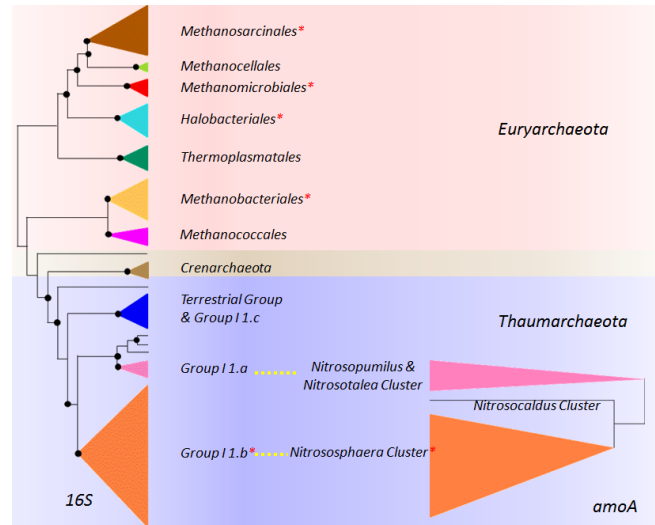 Methanosarcinales*
Methanocellales
Methanomicrobiales*
Halobacteriales*
Euryarchaeota
Thermoplasmatales
Methanobacteriales*
Methanococcales
Crenarchaeota
Terrestrial Group
& Group I 1.c
Thaumarchaeota
Group I 1.a
Nitrosopumilus &
Nitrosotalea Cluster
Nitrosocaldus Cluster
Group I 1.b*
Nitrososphaera Cluster*
16S
amoA